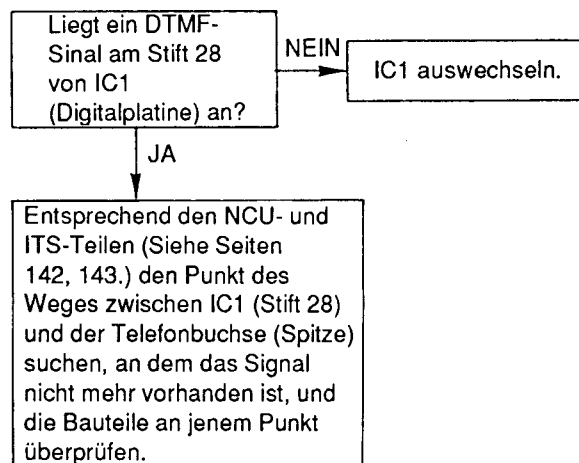 Liegt ein DTMF-
Sinal am Stift 28
von IC1
(Digitalplatine) an?
NEIN
IC1 auswechseln.
JA
Entsprechend den NCU- und
ITS-Teilen (Siehe Seiten
142, 143.) den Punkt des
Weges zwischen IC1 (Stift 28)
und der Telefonbuchse (Spitze)
suchen, an dem das Signal
nicht mehr vorhanden ist, und
die Bauteile an jenem Punkt
überprüfen.